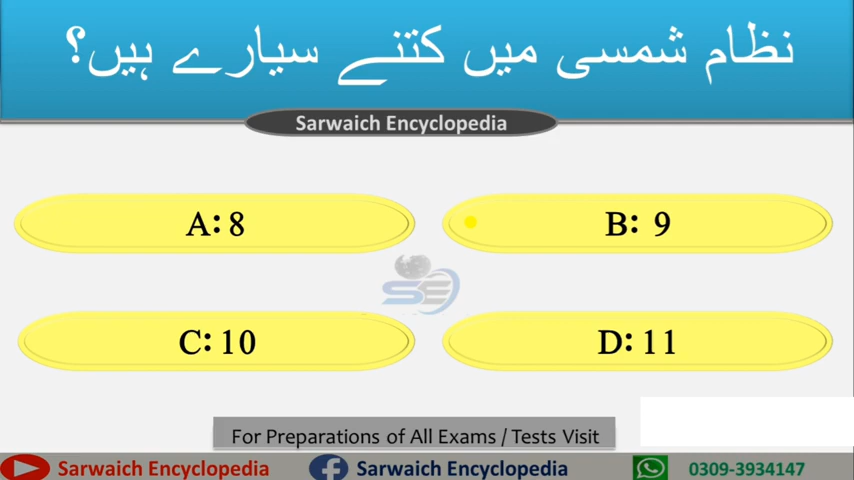 نظام شمسی میں کتنے سیارے ہیں؟
Sarwaich Encyclopedia
A: 8
B: 9
SE
C: 10
D: 11
For Preparations of All Exams / Tests Visit
Sarwaich Encyclopedia
Sarwaich Encyclopedia
0309-3934147